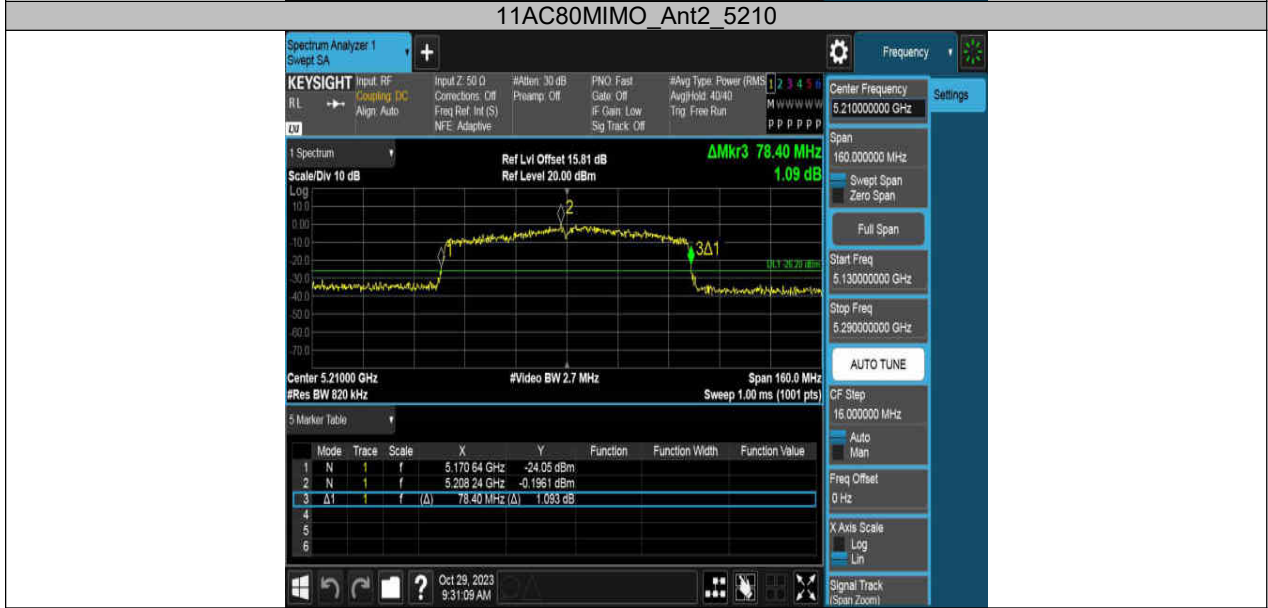 11AC80MIMO_Ant2_5210
Spectrum Analyzer 1
Swept SA
+
Frequency
KEYSIGHT
RL
Input: RF
Coupling: DC
Align: Auto
Input Z: 50 Ω
Corrections: Off
Freq Ref: Int (S)
NFE: Adaptive
#Atten: 30 dB
Preamp: Off
PNO: Fast
Gate: Off
IF Gain: Low
Sig Track: Off
#Avg Type: Power (RMS
Avg|Hold: 40/40
Trig: Free Run
1 2 3 4 5 6
M W W W W W
P P P P P P
Center Frequency
5.210000000 GHz
Settings
Span
160.000000 MHz
Swept Span
Zero Span
Full Span
Start Freq
5.130000000 GHz
Stop Freq
5.290000000 GHz
AUTO TUNE
CF Step
16.000000 MHz
Auto
Man
Freq Offset
0 Hz
X Axis Scale
Log
Lin
Signal Track
(Span Zoom)
1 Spectrum
Scale/Div 10 dB
Ref Lvl Offset 15.81 dB
Ref Level 20.00 dBm
ΔMkr3 78.40 MHz
1.09 dB
Log
10.0
0.00
-10.0
-20.0
-30.0
-40.0
-50.0
-60.0
-70.0
1
2
3Δ1
DL1 -26.20 dBm
Center 5.21000 GHz
#Video BW 2.7 MHz
Span 160.0 MHz
#Res BW 820 kHz
Sweep 1.00 ms (1001 pts)
5 Marker Table
Mode Trace Scale X Y Function Function Width Function Value
1 N 1 f 5.170 64 GHz -24.05 dBm
2 N 1 f 5.208 24 GHz -0.1961 dBm
3 Δ1 1 f (Δ) 78.40 MHz (Δ) 1.093 dB
4
5
6
?
Oct 29, 2023
9:31:09 AM